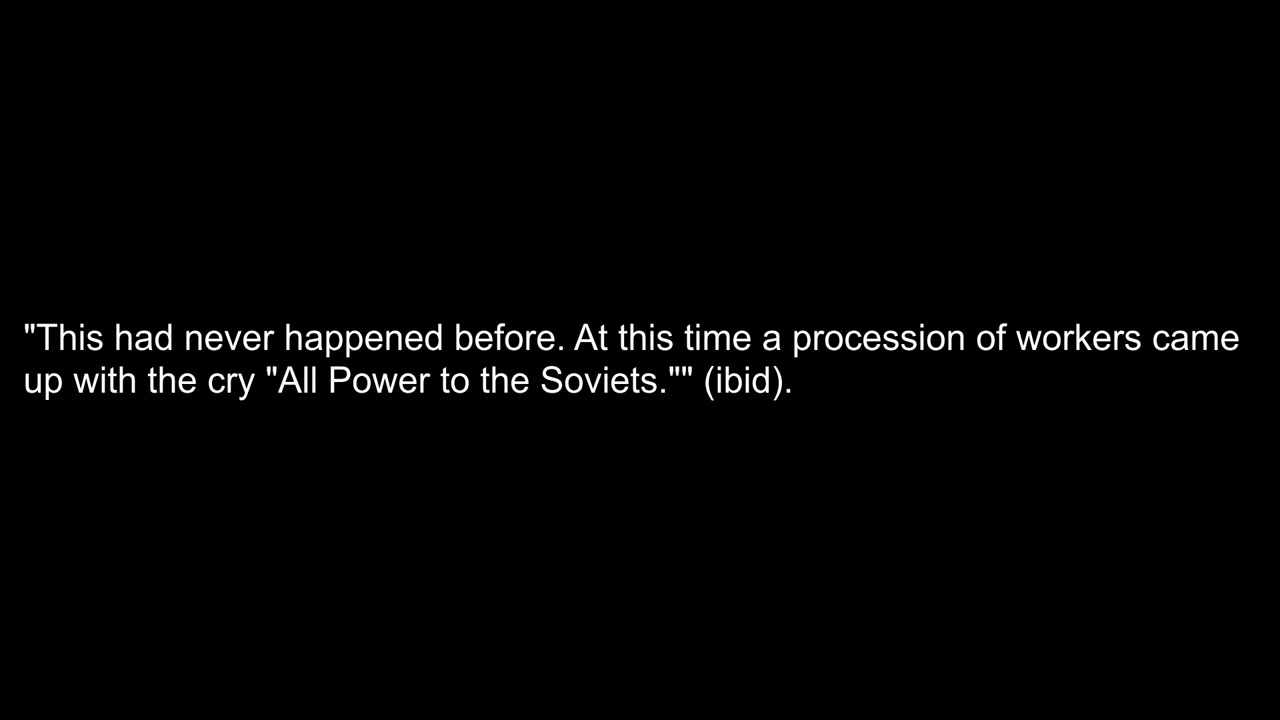 "This had never happened before. At this time a procession of workers came
up with the cry "All Power to the Soviets."" (ibid).